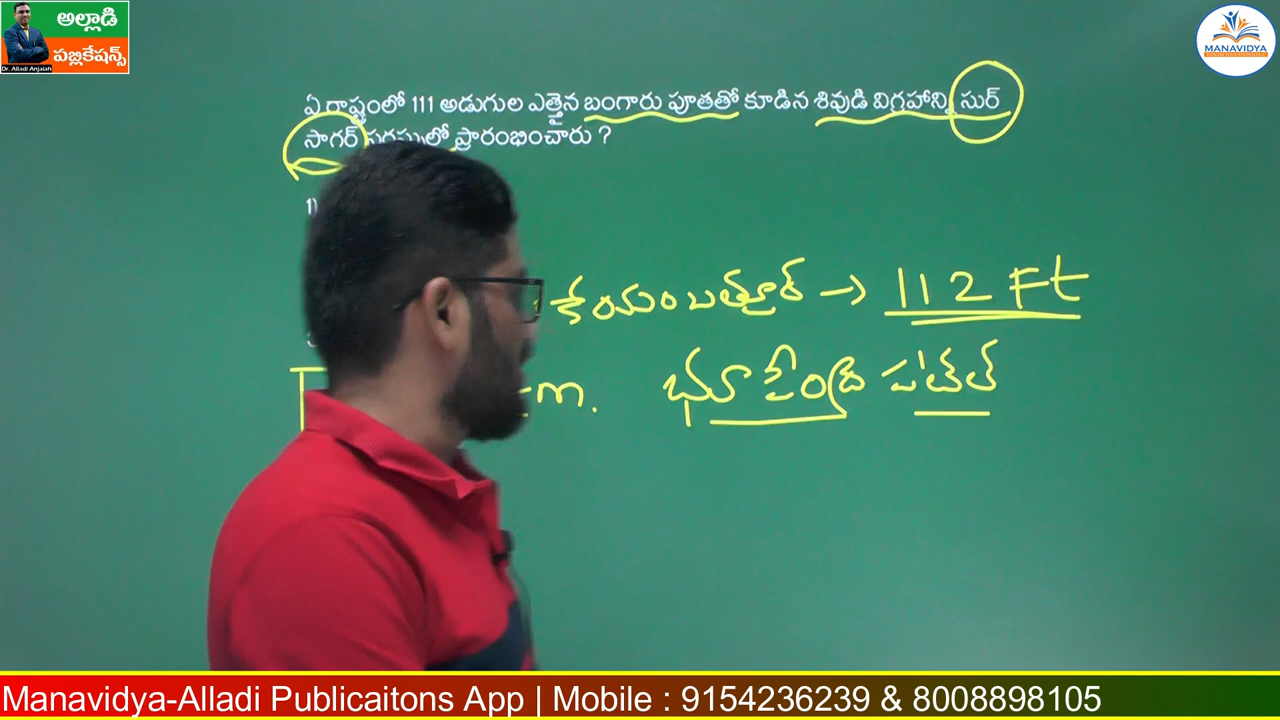 అల్లాడి
పబ్లికేషన్స్
Dr. Alladi Anjaiah
MANAVIDYA
ఏ రాష్ట్రంలో 111 అడుగుల ఎత్తైన బంగారు పూతతో కూడిన శివుడి విగ్రహాన్ని సుర్
సాగర్ సరస్సులో ప్రారంభించారు ?
1)
కోయంబత్తూర్ → 112 Ft
m. భూపేంద్ర పటేల్
Manavidya-Alladi Publicaitons App | Mobile : 9154236239 & 8008898105